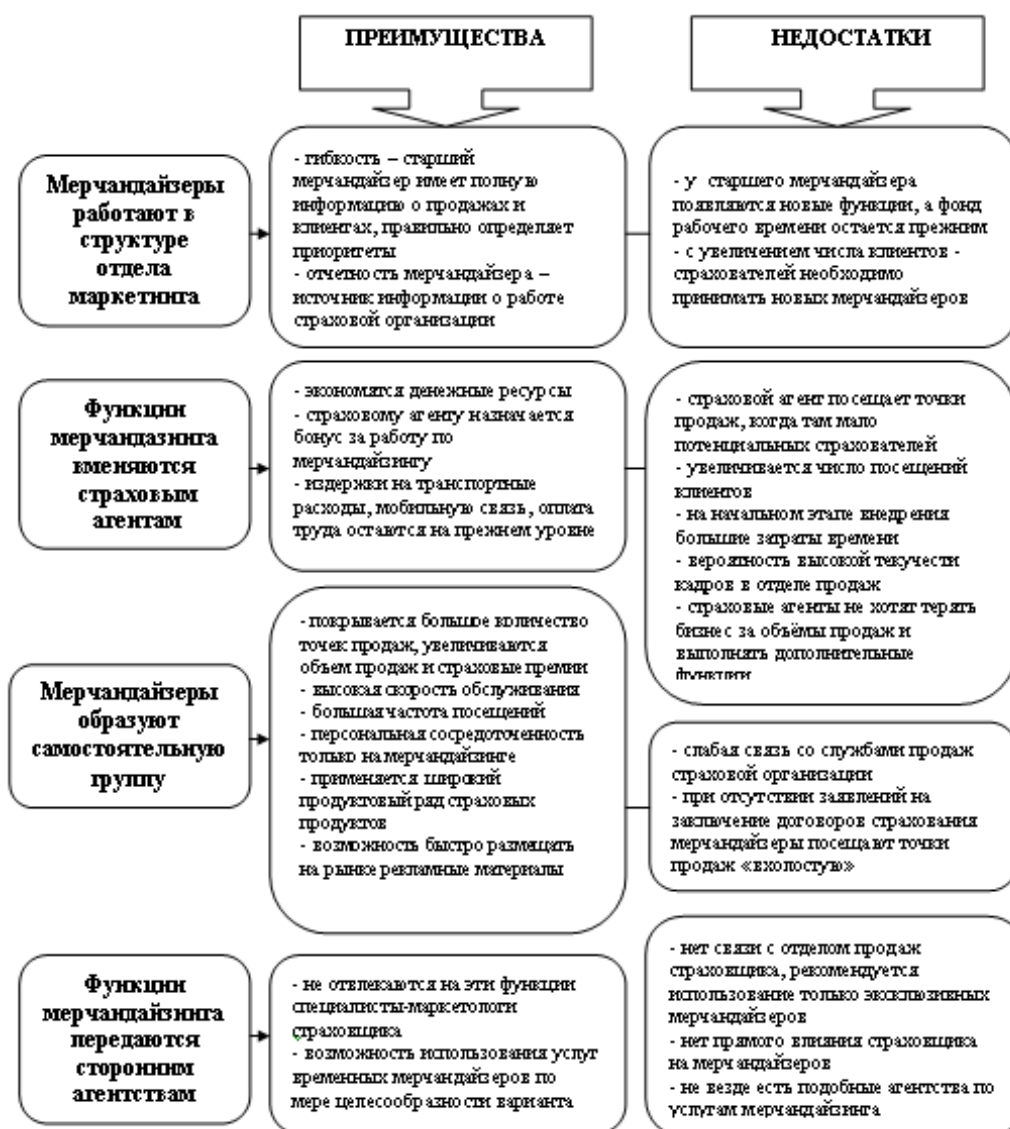 ПРЕИМУЩЕСТВА
НЕДОСТАТКИ
Мерчандайзеры
работают в
структуре
отдела
маркетинга
- гибкость – старший
мерчандайзер имеет полную
информацию о продажах и
клиентах, правильно определяет
приоритеты
- отчетность мерчандайзера –
источник информации о работе
страховой организации
- у старшего мерчандайзера
появляются новые функции, а фонд
рабочего времени остается прежним
- с увеличением числа клиентов -
страхователей необходимо
принимать новых мерчандайзеров
Функции
мерчандазинга
вменяются
страховым
агентам
- экономятся денежные ресурсы
- страховому агенту назначается
бонус за работу по
мерчандайзингу
- издержки на транспортные
расходы, мобильную связь, оплата
труда остаются на прежнем уровне
- страховой агент посещает точки
продаж, когда там мало
потенциальных страхователей
- увеличивается число посещений
клиентов
- на начальном этапе внедрения
большие затраты времени
- вероятность высокой текучести
кадров в отделе продаж
- страховые агенты не хотят терять
бизнес за объёмы продаж и
выполнять дополнительные
функции
Мерчандайзеры
образуют
самостоятельную
группу
- покрывается большое количество
точек продаж, увеличиваются
объем продаж и страховые премии
- высокая скорость обслуживания
- большая частота посещений
- персональная сосредоточенность
только на мерчандайзинге
- применяется широкий
продуктовый ряд страховых
продуктов
- возможность быстро размещать
на рынке рекламные материалы
- слабая связь со службами продаж
страховой организации
- при отсутствии заявлений на
заключение договоров страхования
мерчандайзеры посещают точки
продаж «вхолостую»
Функции
мерчандайзинга
передаются
сторонним
агентствам
- не отвлекаются на эти функции
специалисты-маркетологи
страховщика
- возможность использования услуг
временных мерчандайзеров по
мере целесообразности варианта
- нет связи с отделом продаж
страховщика, рекомендуется
использование только эксклюзивных
мерчандайзеров
- нет прямого влияния страховщика
на мерчандайзеров
- не везде есть подобные агентства по
услугам мерчандайзинга